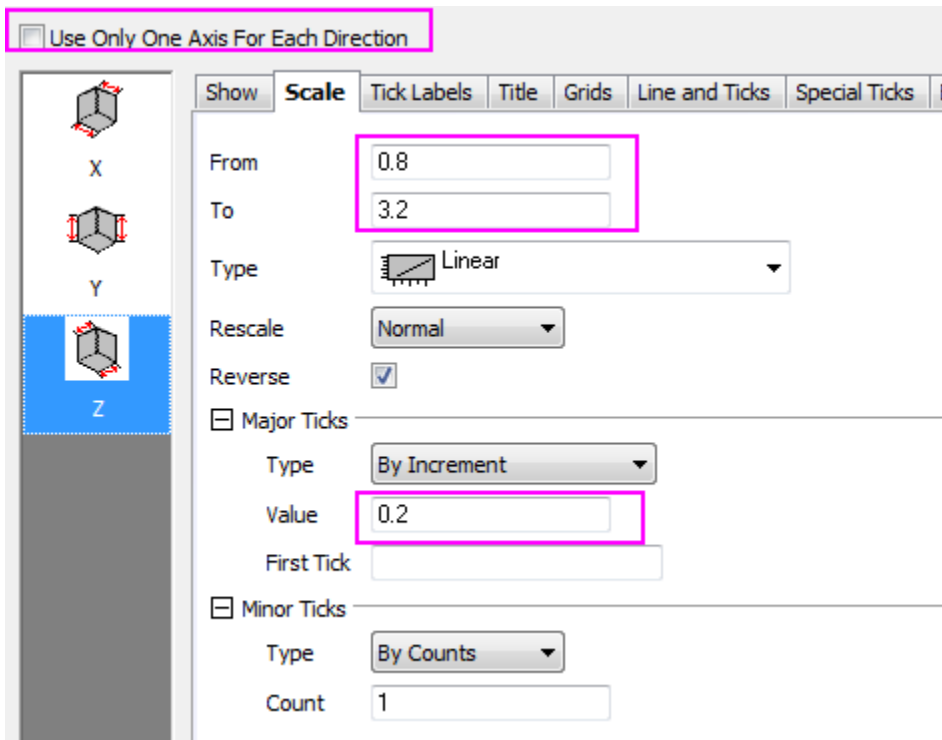 Use Only One Axis For Each Direction
Show Scale Tick Labels Title Grids Line and Ticks Special Ticks
X
Y
Z
From 0.8
To 3.2
Type Linear
Rescale Normal
Reverse
Major Ticks
Type By Increment
Value 0.2
First Tick
Minor Ticks
Type By Counts
Count 1